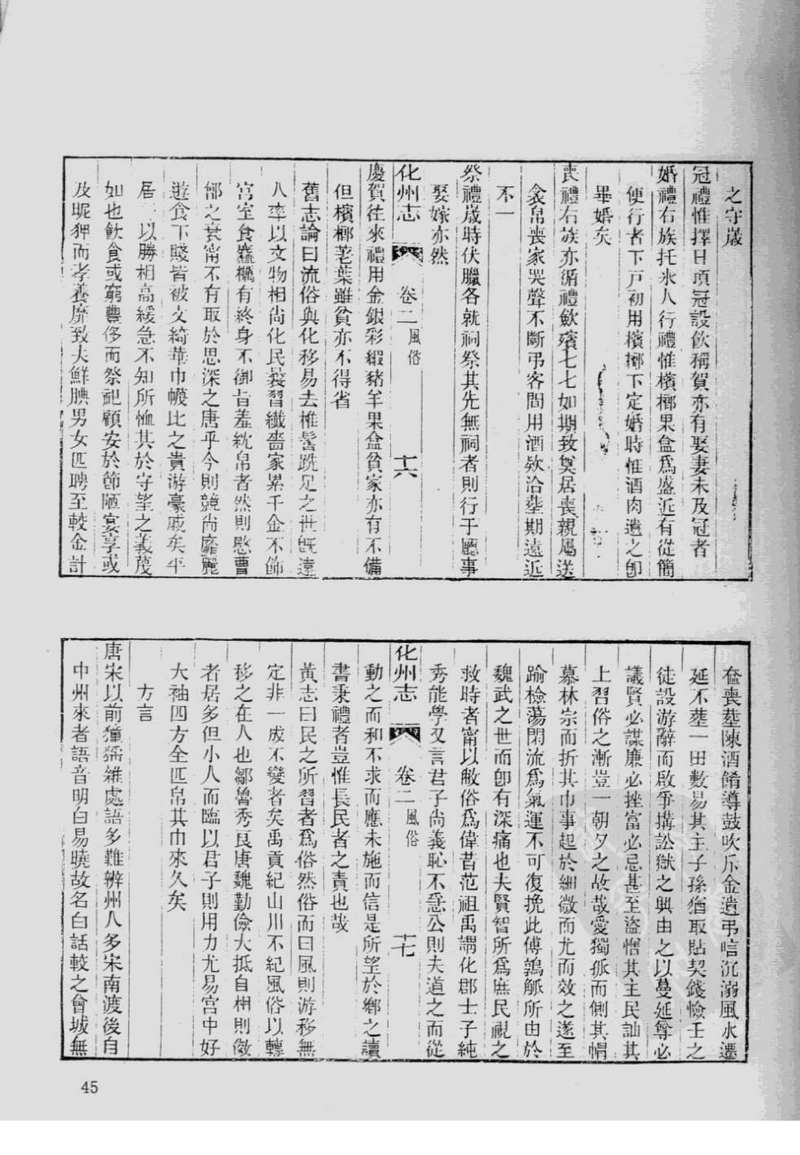 之守歲
冠禮惟擇日項冠設飲稱賀亦有娶妻未及冠者
婚禮右族托氷人行禮惟檳榔果盒爲盛近有從簡
便行者下戸初用檳榔下定婚時惟酒肉遺之卽
畢婚矣
喪禮右族亦循禮歛殯七七如期致奠居喪親屬送
衾帛喪家哭聲不斷弔客間用酒欵洽塟期遠近
不一
祭禮歲時伏臘各就祠祭其先無祠者則行于廳事
娶嫁亦然
化州志 卷二 風俗 十六
慶賀往來禮用金銀彩緞豬羊果盒貧家亦有不備
但檳榔荖葉雖貧亦不得省
舊志論曰流俗與化移易去椎髻跣足之世旣遠
人率以文物相尚化民襲習纖嗇家累千金不飾
宮室食麤糲有終身不御旨羞紈帛者然則愍曹
鄶之衰甯不有取於思深之唐乎今則競尚靡麗
遊食下賤皆被文綺華巾幘比之貴游豪戚矣平
居以勝相高緩急不知所恤其於守望之義蔑
如也飲食或窮豐侈而祭祀顧安於節陋宴享或
及昵狎而孝養靡致夫鮮腆男女匹聘至較金計
奩喪塟陳酒餚導鼓吹斥金遺弔唁沉溺風水遷
延不塟一田數易其主子孫猶取貼契錢憸壬之
徒設游辭而啟爭搆訟獄之興由之以蔓延尊必
議賢必謀廉必挫富必忌甚至盜憎其主民訕其
上習俗之漸豈一朝夕之故哉愛獨孤而側其帽
慕林宗而折其巾事起於細微而尤而效之遂至
踰檢蕩閑流爲氣運不可復挽此傅鶉觚所由於
魏武之世而卽有深痛也夫賢智所爲庶民視之
救時者甯以敝俗爲偉昔范祖禹謂化郡士子純
秀能學又言君子尚義恥不急公則夫道之而從
化州志 卷二 風俗 十七
動之而和不求而應未施而信是所望於鄉之讀
書秉禮者豈惟長民者之責也哉
黃志曰民之所習者爲俗然俗而曰風則游移無
定非一成不變者矣禹貢紀山川不紀風俗以轉
移之在人也鄒魯秀良唐魏勤儉大抵自相則傚
者居多但小人而臨以君子則用力尤易宮中好
大袖四方全匹帛其巾來久矣
方言
唐宋以前獞猺雜處語多難辨州人多宋南渡後自
中州來者語音明白易曉故名白話較之會城無
45